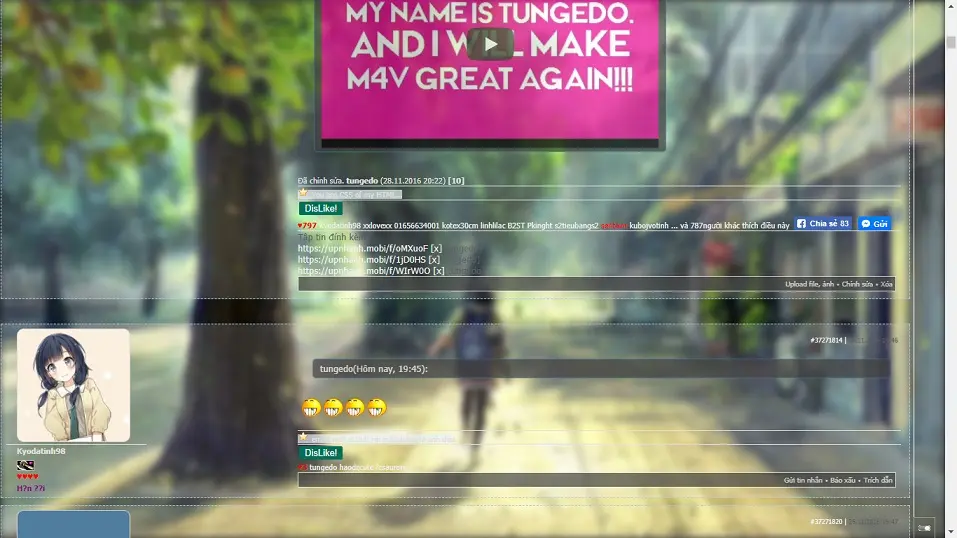 MY NAME IS TUNGEDO.
AND I WILL MAKE
M4V GREAT AGAIN!!!
Đã chỉnh sửa. tungedo (28.11.2016 20:22) [10]
DisLike!
♥797 Kyodatinh98 xxlovexx 01656634001 kotex30cm linhlilac B2ST Pkinght s2tieubangs2 kubojvotinh ... và 787người khác thích điều này Chia sẻ 83 Gửi
Tập tin đính kèm
https://upnhanh.mobi/f/oMXuoF [x]
https://upnhanh.mobi/f/1jD0HS [x]
https://upnhanh.mobi/f/WIrW0O [x]
Upload file, ảnh • Chỉnh sửa • Xóa
#37271814 |
tungedo(Hôm nay, 19:45):
Kyodatinh98
DisLike!
tungedo
♥♥♥♥
H?n ??i
Gửi tin nhắn • Báo xấu • Trích dẫn
#37271820 |